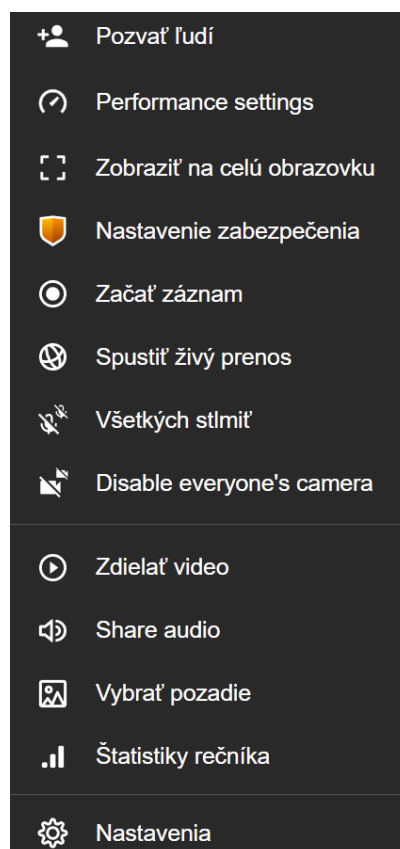 Pozvať ľudí
Performance settings
Zobraziť na celú obrazovku
Nastavenie zabezpečenia
Začať záznam
Spustiť živý prenos
Všetkých stlmiť
Disable everyone's camera
Zdielať video
Share audio
Vybrať pozadie
Štatistiky rečníka
Nastavenia